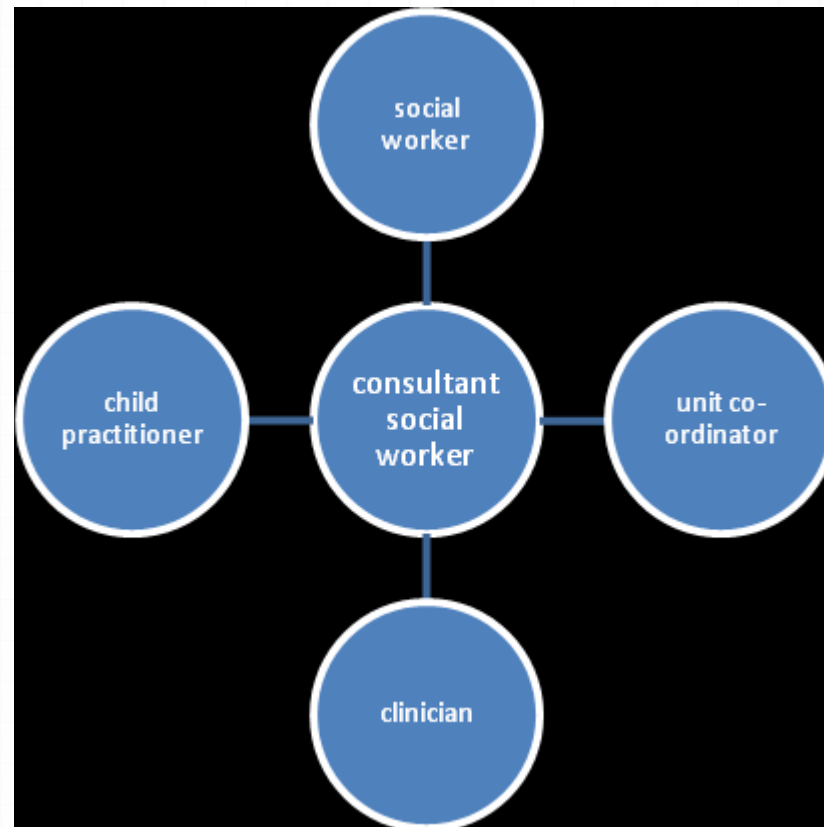 social
worker
child
practitioner
consultant
social
worker
unit co-
ordinator
clinician